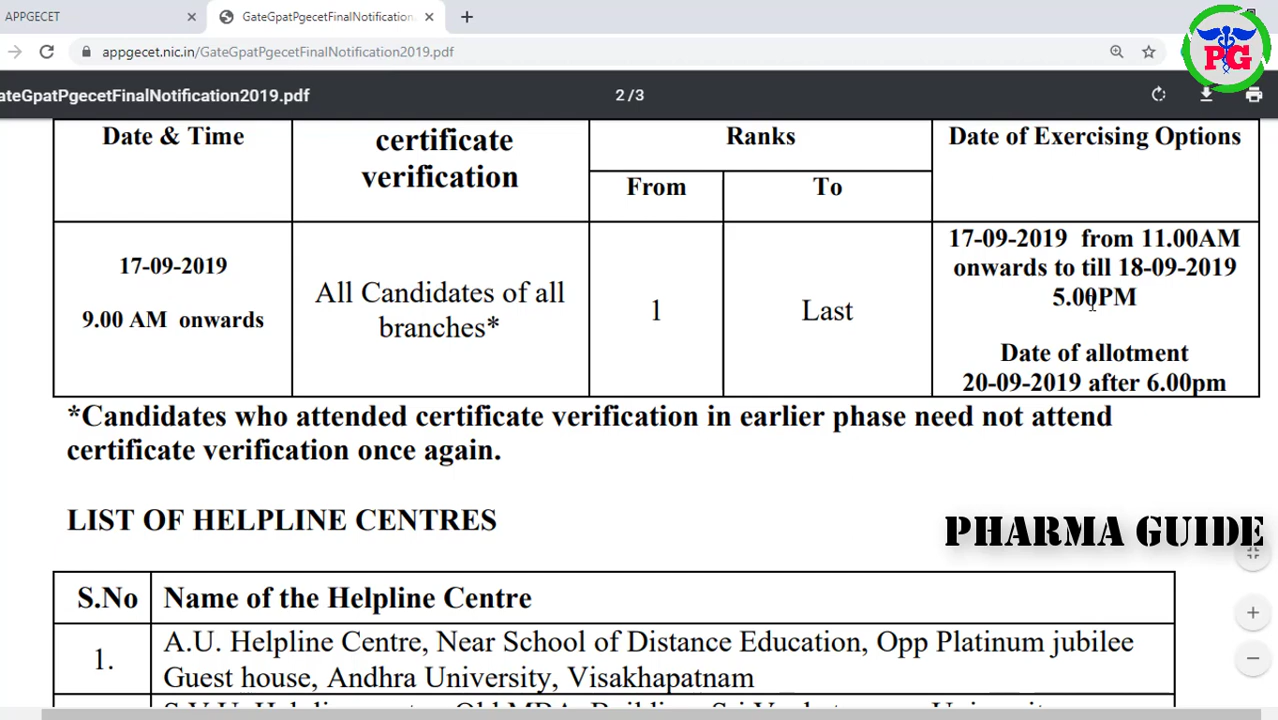 APPGECET
GateGpatPgecetFinalNotification
appgecet.nic.in/GateGpatPgecetFinalNotification2019.pdf
PG
ateGpatPgecetFinalNotification2019.pdf
2 / 3
Date & Time
certificate
verification
Ranks
From
To
Date of Exercising Options
17-09-2019
9.00 AM onwards
All Candidates of all
branches*
1
Last
17-09-2019 from 11.00AM
onwards to till 18-09-2019
5.00PM
Date of allotment
20-09-2019 after 6.00pm
*Candidates who attended certificate verification in earlier phase need not attend
certificate verification once again.
LIST OF HELPLINE CENTRES
PHARMA GUIDE
S.No
Name of the Helpline Centre
1.
A.U. Helpline Centre, Near School of Distance Education, Opp Platinum jubilee
Guest house, Andhra University, Visakhapatnam